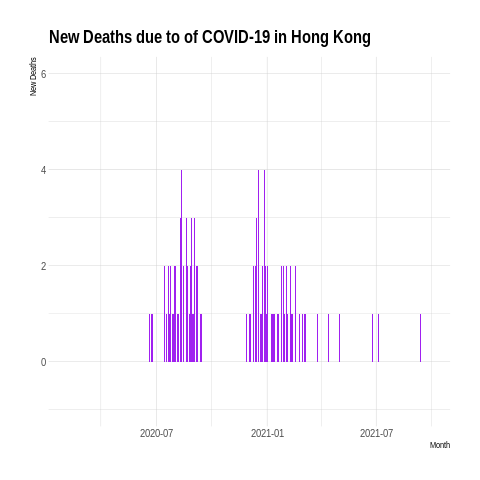 New Deaths due to of COVID-19 in Hong Kong
New Deaths
6
4
2
0
2020-07 2021-01 2021-07
Month